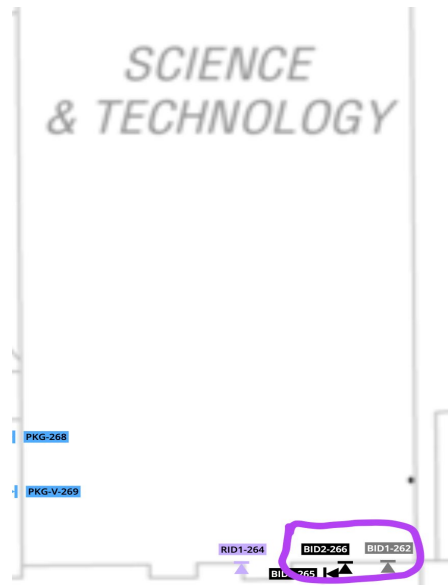 SCIENCE
& TECHNOLOGY
PKG-268
PKG-V-269
RID1-264 BID2-266 BID1-262